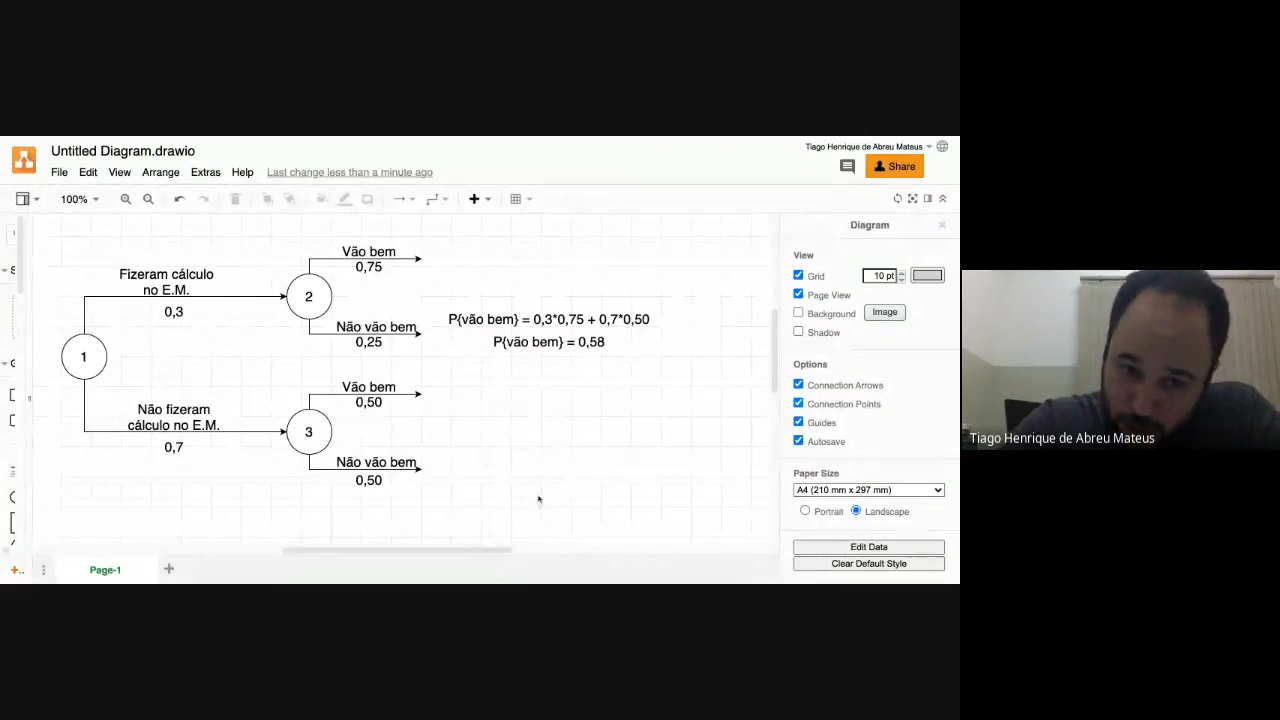 Untitled Diagram.drawio
Tiago Henrique de Abreu Mateus
File Edit View Arrange Extras Help Last change less than a minute ago
Share
100%
Diagram
View
Grid 10 pt
Page View
Background Image
Shadow
Options
Connection Arrows
Connection Points
Guides
Autosave
Paper Size
A4 (210 mm x 297 mm)
Portrait Landscape
Edit Data
Clear Default Style
Fizeram cálculo
no E.M.
0,3
1
Não fizeram
cálculo no E.M.
0,7
2
Vão bem
0,75
Não vão bem
0,25
3
Vão bem
0,50
Não vão bem
0,50
P{vão bem} = 0,3*0,75 + 0,7*0,50
P{vão bem} = 0,58
Page-1
Tiago Henrique de Abreu Mateus